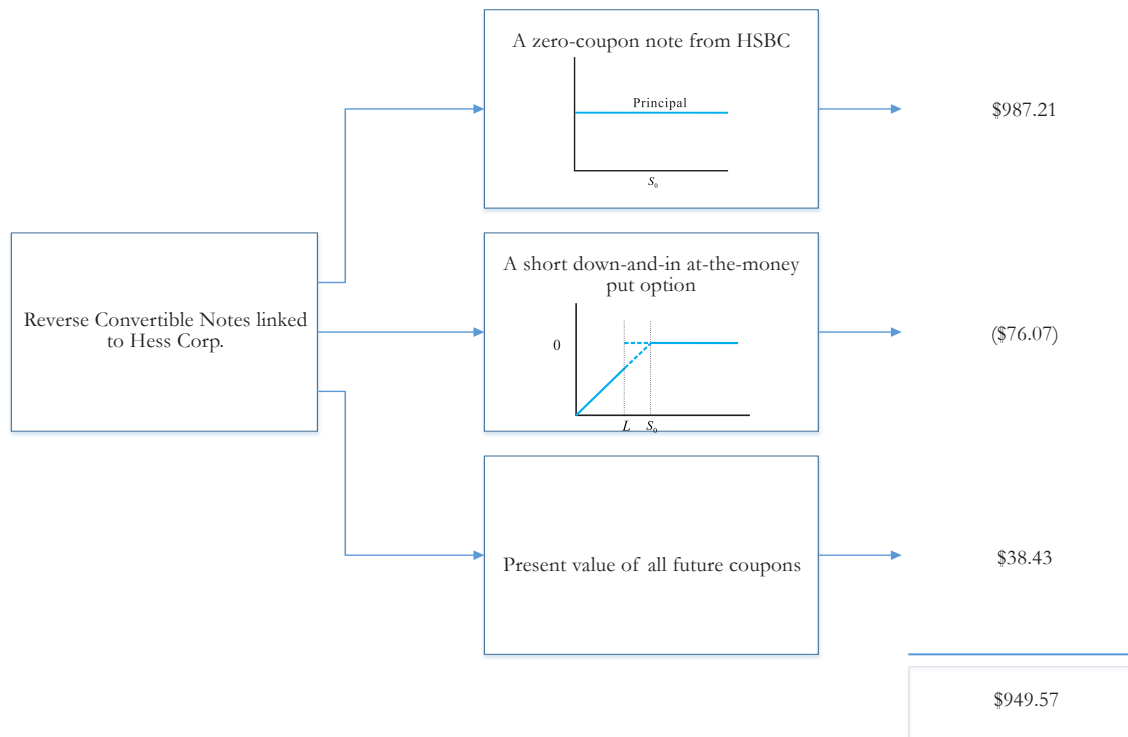 A zero-coupon note from HSBC
Principal
S₀
$987.21
Reverse Convertible Notes linked
to Hess Corp.
A short down-and-in at-the-money
put option
0
L S₀
($76.07)
Present value of all future coupons
$38.43
$949.57